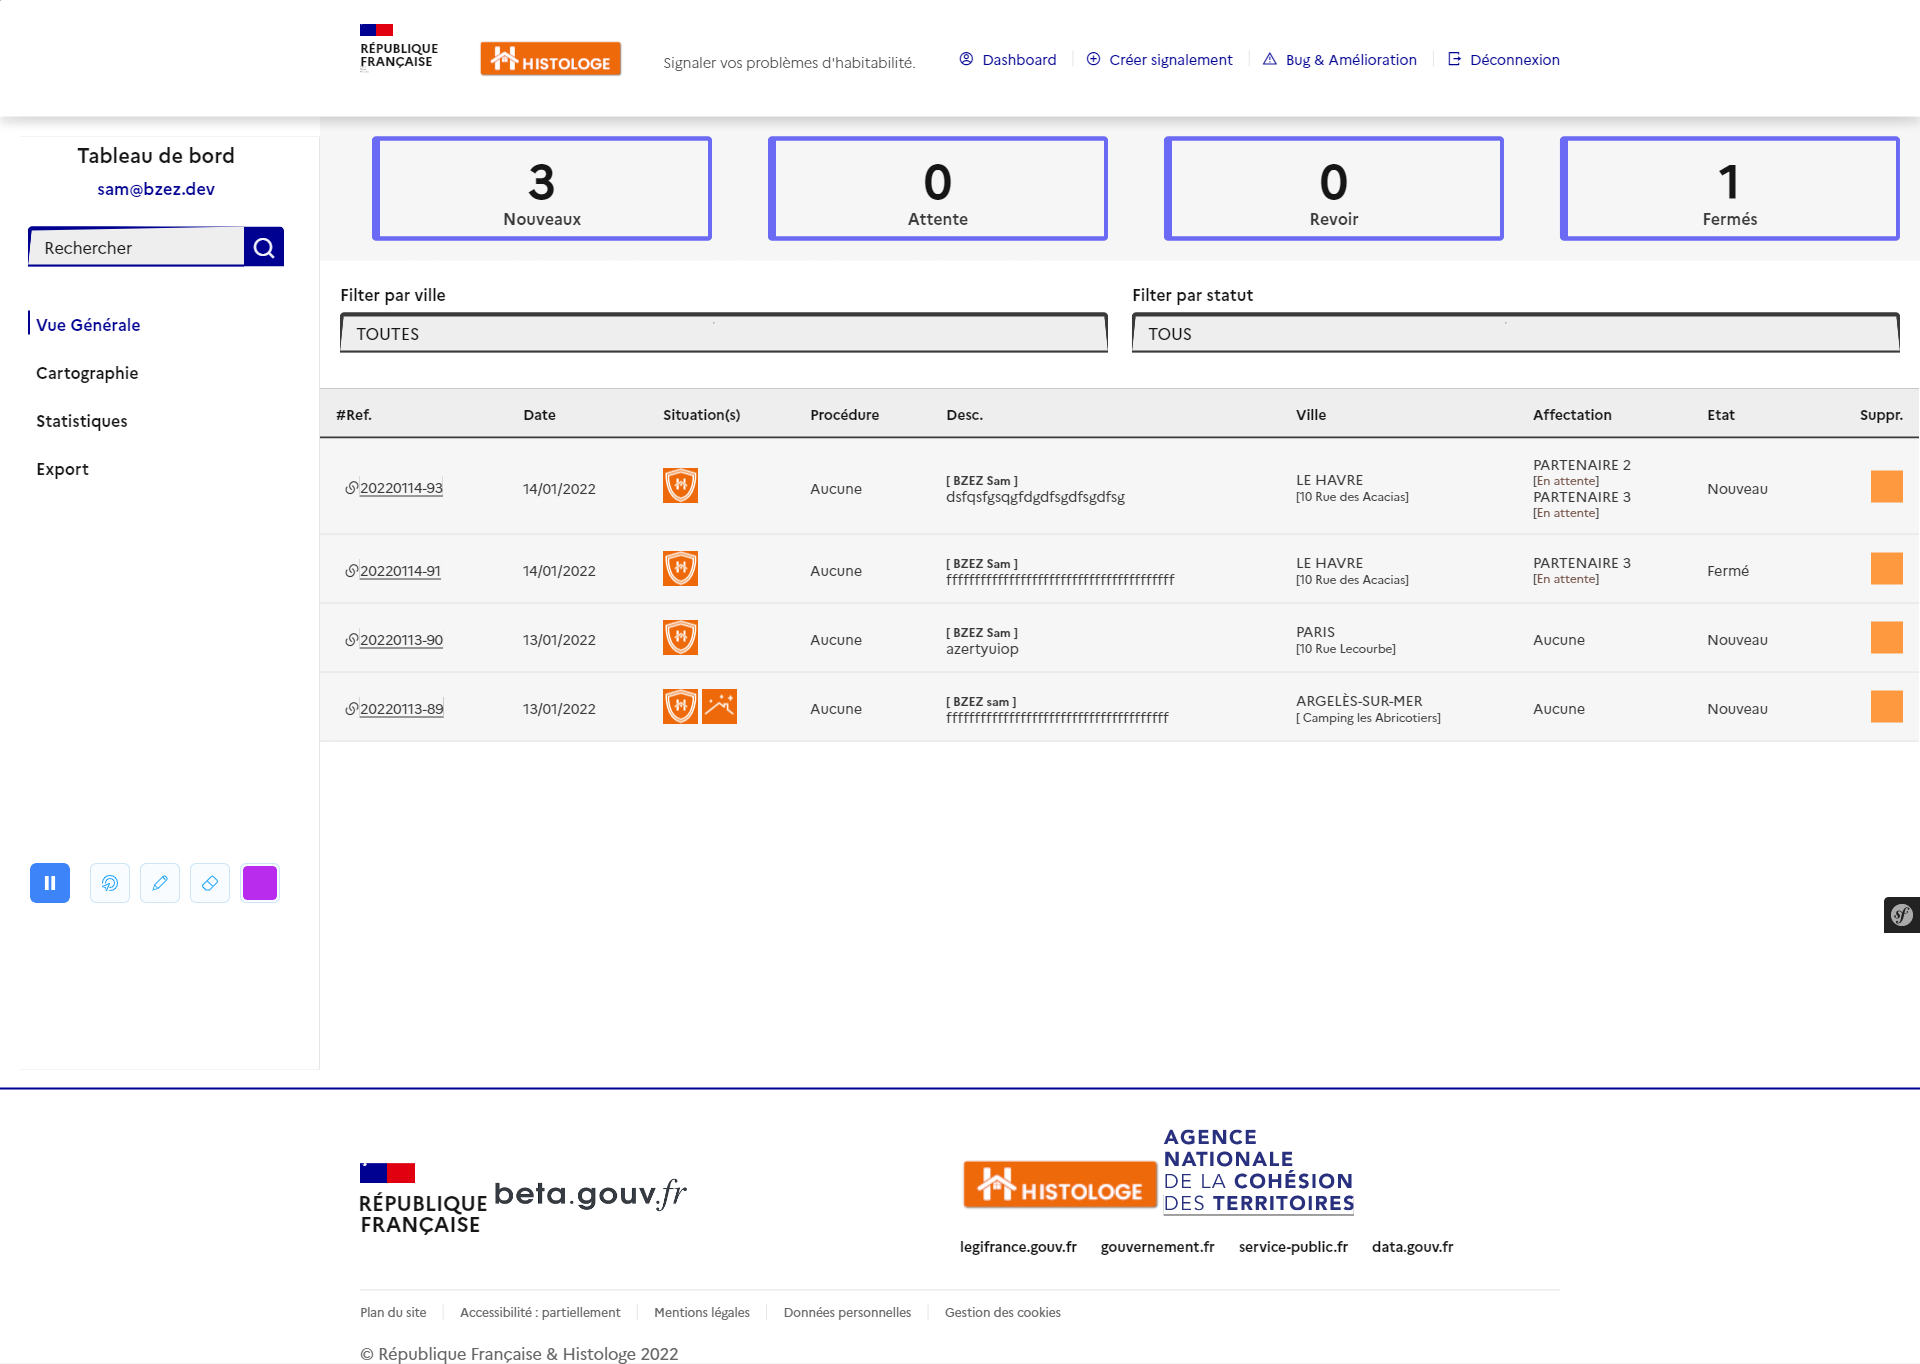 RÉPUBLIQUE
FRANÇAISE
HISTOLOGE
Signaler vos problèmes d'habitabilité.
Dashboard
Créer signalement
Bug & Amélioration
Déconnexion
Tableau de bord
sam@bzez.dev
Rechercher
Vue Générale
Cartographie
Statistiques
Export
3
Nouveaux
0
Attente
0
Revoir
1
Fermés
Filter par ville
TOUTES
Filter par statut
TOUS
#Ref. Date Situation(s) Procédure Desc. Ville Affectation Etat Suppr.
20220114-93 14/01/2022 Aucune
[ BZEZ Sam ]
dsfqsfgsqgfdgdfsgdfsgdfsg
LE HAVRE
[10 Rue des Acacias]
PARTENAIRE 2
[En attente]
PARTENAIRE 3
[En attente]
Nouveau
20220114-91 14/01/2022 Aucune
[ BZEZ Sam ]
LE HAVRE
[10 Rue des Acacias]
PARTENAIRE 3
[En attente]
Fermé
20220113-90 13/01/2022 Aucune
[ BZEZ Sam ]
azertyuiop
PARIS
[10 Rue Lecourbe]
Aucune
Nouveau
20220113-89 13/01/2022 Aucune
[ BZEZ sam ]
ARGELÈS-SUR-MER
[ Camping les Abricotiers]
Aucune
Nouveau
sf
RÉPUBLIQUE
FRANÇAISE
beta.gouv.fr
HISTOLOGE
AGENCE
NATIONALE
DE LA COHÉSION
DES TERRITOIRES
legifrance.gouv.fr gouvernement.fr service-public.fr data.gouv.fr
Plan du site Accessibilité : partiellement Mentions légales Données personnelles Gestion des cookies
© République Française & Histologe 2022